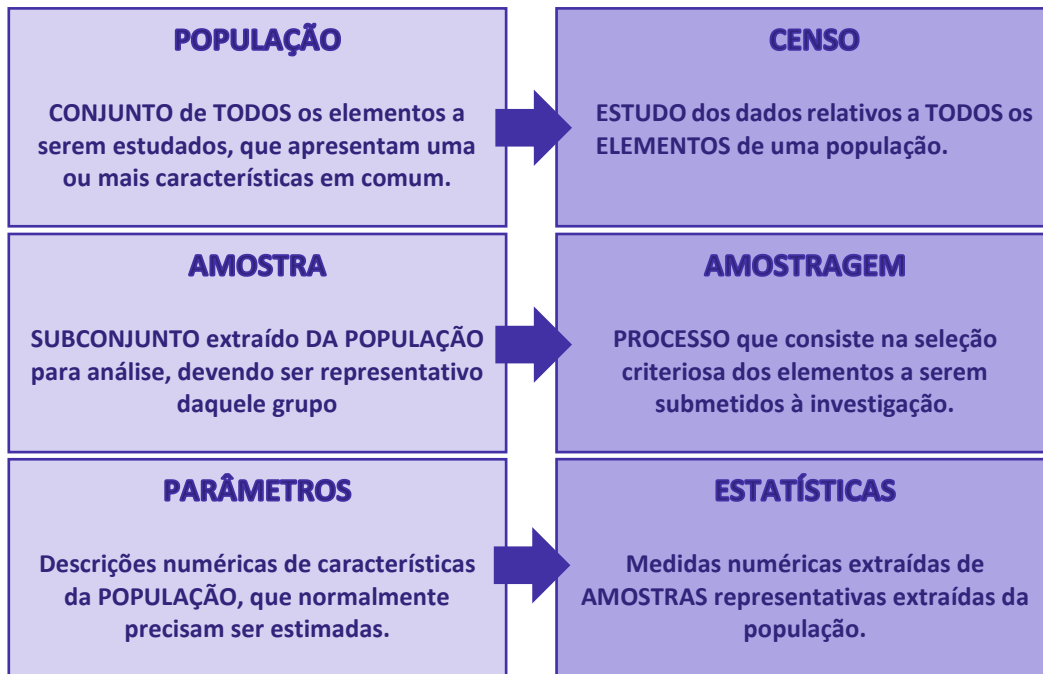 POPULAÇÃO
CONJUNTO de TODOS os elementos a
serem estudados, que apresentam uma
ou mais características em comum.
CENSO
ESTUDO dos dados relativos a TODOS os
ELEMENTOS de uma população.
AMOSTRA
SUBCONJUNTO extraído DA POPULAÇÃO
para análise, devendo ser representativo
daquele grupo
AMOSTRAGEM
PROCESSO que consiste na seleção
criteriosa dos elementos a serem
submetidos à investigação.
PARÂMETROS
Descrições numéricas de características
da POPULAÇÃO, que normalmente
precisam ser estimadas.
ESTATÍSTICAS
Medidas numéricas extraídas de
AMOSTRAS representativas extraídas da
população.